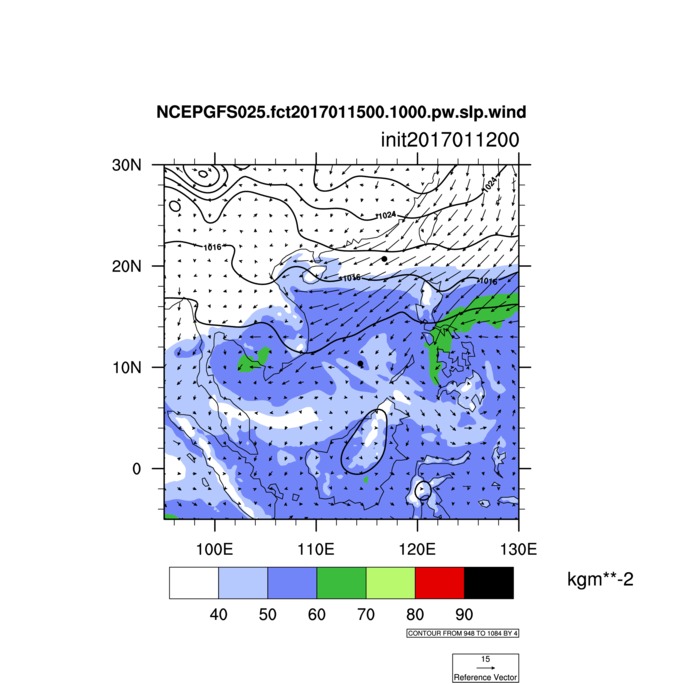 NCEPGFS025.fct2017011500.1000.pw.slp.wind
init2017011200
30N
20N
10N
0
1024
1024
1016
1016
1016
100E 110E 120E 130E
kgm**-2
40 50 60 70 80 90
CONTOUR FROM 948 TO 1084 BY 4
15
Reference Vector